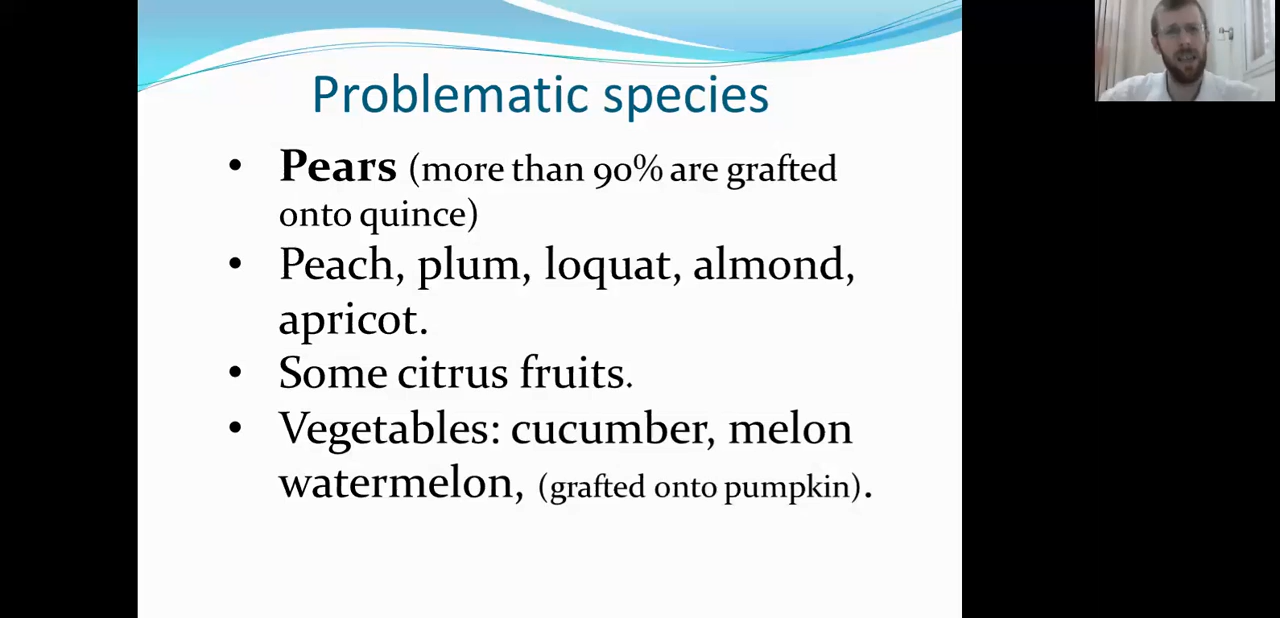 Problematic species
• Pears (more than 90% are grafted
onto quince)
• Peach, plum, loquat, almond,
apricot.
• Some citrus fruits.
• Vegetables: cucumber, melon
watermelon, (grafted onto pumpkin).